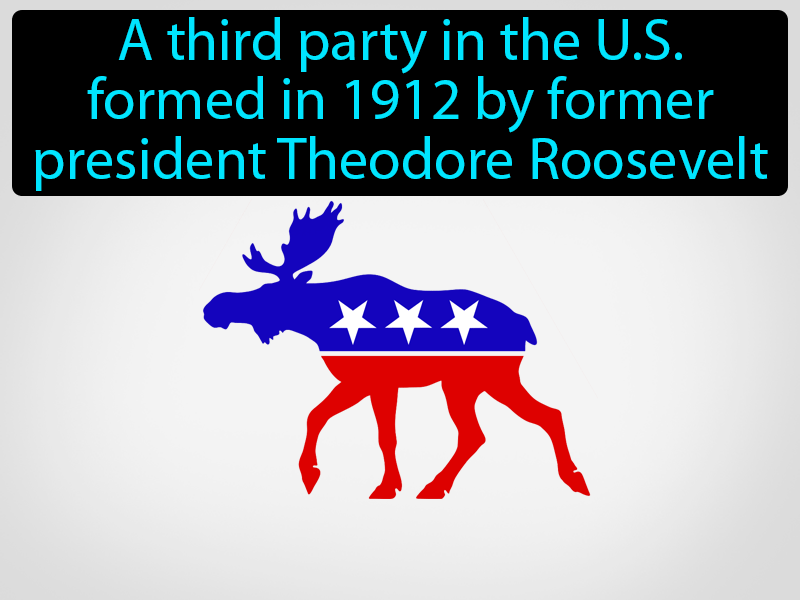 A third party in the U.S.
formed in 1912 by former
president Theodore Roosevelt